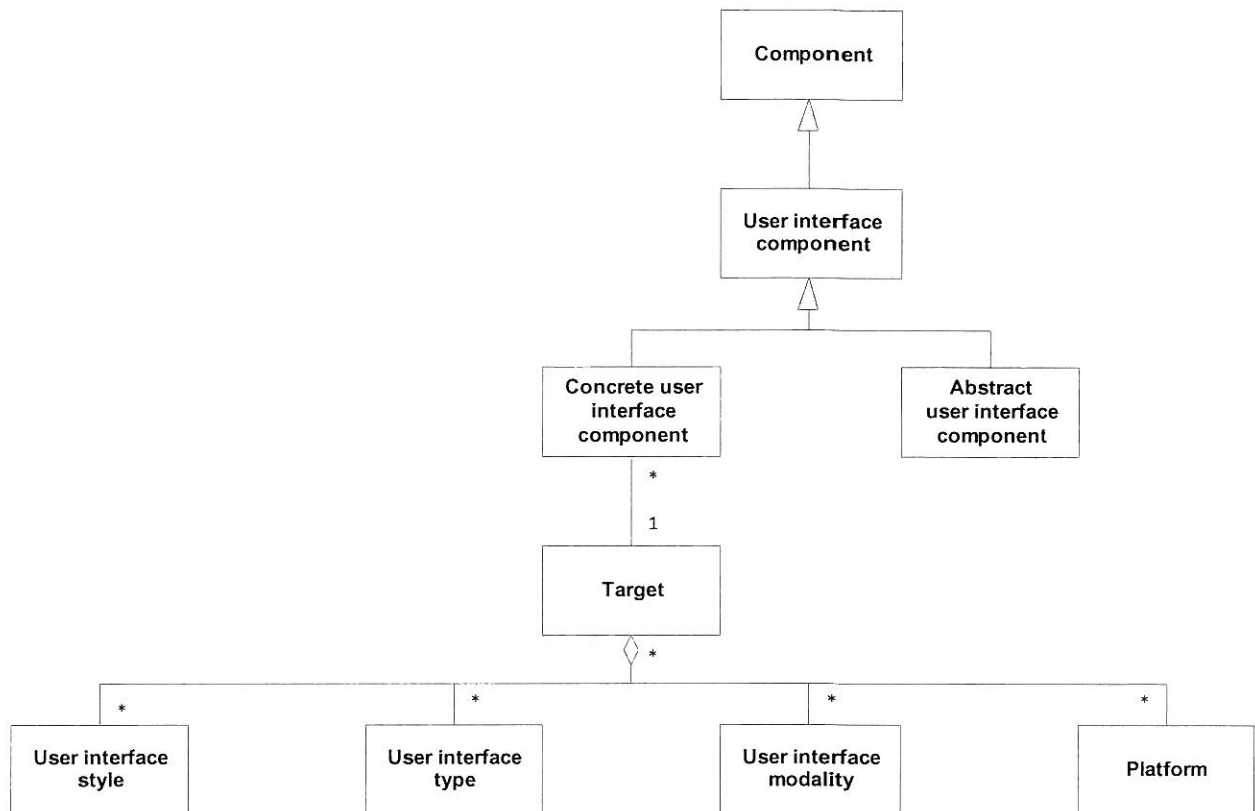 Component
User interface
component
Concrete user
interface
component
Abstract
user interface
component
*
1
Target
*
*
*
*
*
User interface
style
User interface
type
User interface
modality
Platform